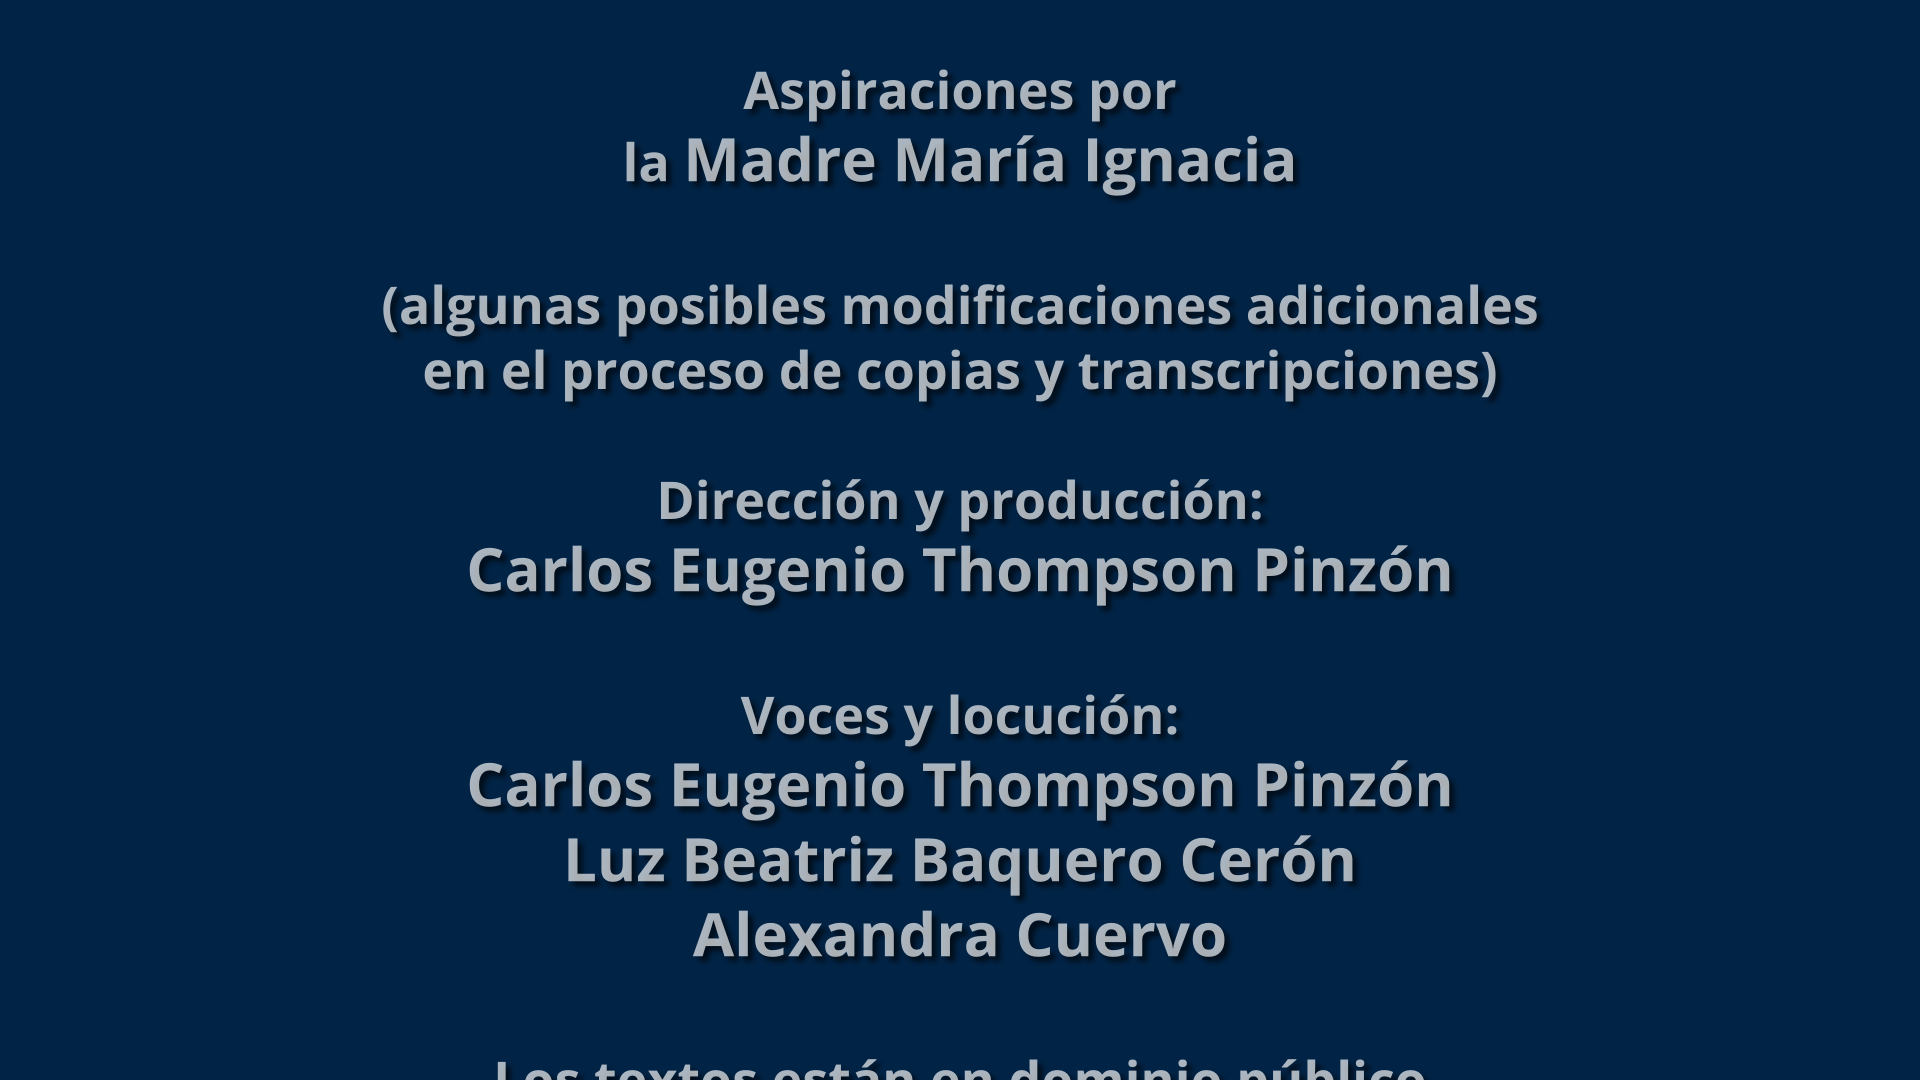 Aspiraciones por
la Madre María Ignacia
(algunas posibles modificaciones adicionales
en el proceso de copias y transcripciones)
Dirección y producción:
Carlos Eugenio Thompson Pinzón
Voces y locución:
Carlos Eugenio Thompson Pinzón
Luz Beatriz Baquero Cerón
Alexandra Cuervo
Los textos están en dominio público